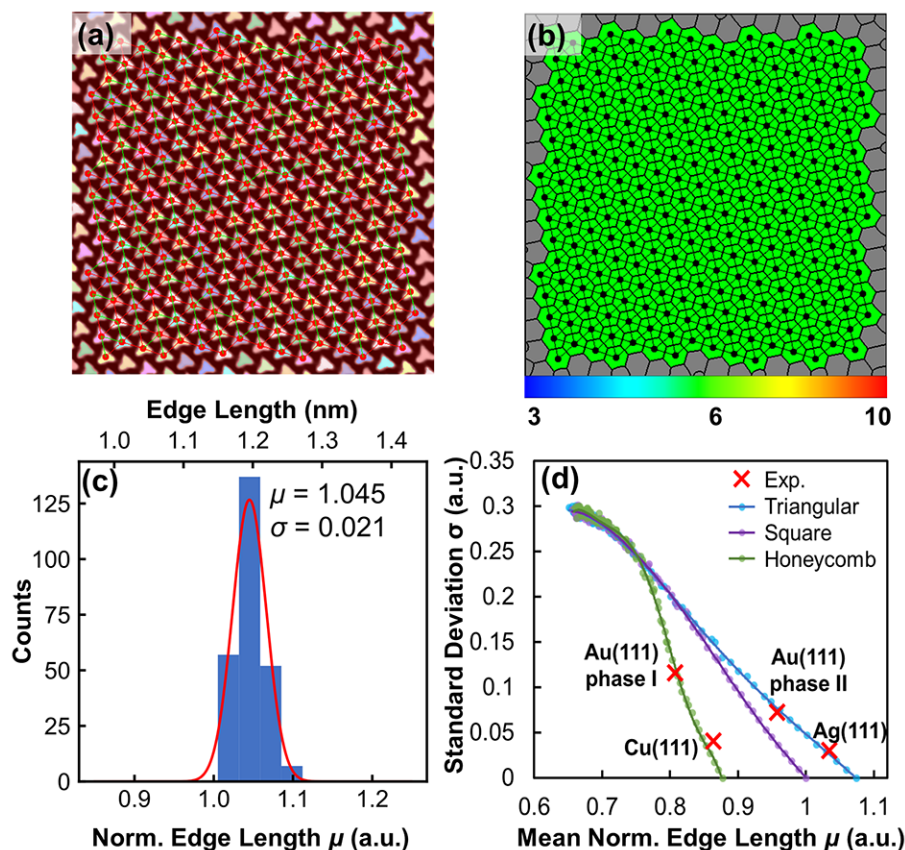 (a)
(b)
3 6 10
Edge Length (nm)
1.0 1.1 1.2 1.3 1.4
(c)
μ = 1.045
σ = 0.021
125
100
75
50
25
0
Counts
0.9 1.0 1.1 1.2
Norm. Edge Length μ (a.u.)
(d)
Exp.
Triangular
Square
Honeycomb
Au(111)
phase I
Au(111)
phase II
Cu(111)
Ag(111)
0.35
0.3
0.25
0.2
0.15
0.1
0.05
0
Standard Deviation σ (a.u.)
0.6 0.7 0.8 0.9 1 1.1
Mean Norm. Edge Length μ (a.u.)